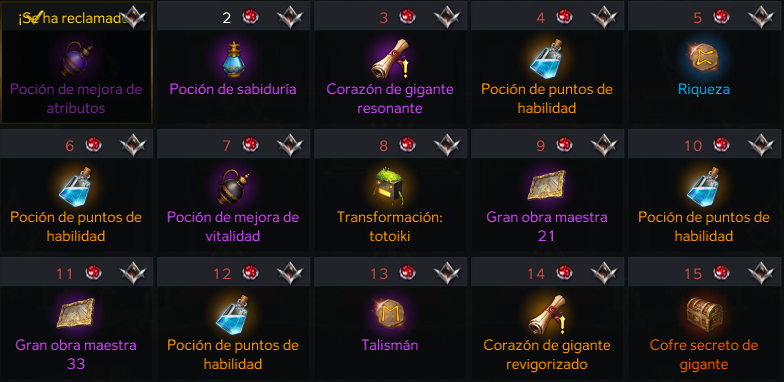 ¡Se ha reclamado
2
3
4
5
Poción de mejora de
atributos
Poción de sabiduría
Corazón de gigante
resonante
Poción de puntos de
habilidad
Riqueza
6
7
8
9
10
Poción de puntos de
habilidad
Poción de mejora de
vitalidad
Transformación:
totoiki
Gran obra maestra
21
Poción de puntos de
habilidad
11
12
13
14
15
Gran obra maestra
33
Poción de puntos de
habilidad
Talismán
Corazón de gigante
revigorizado
Cofre secreto de
gigante